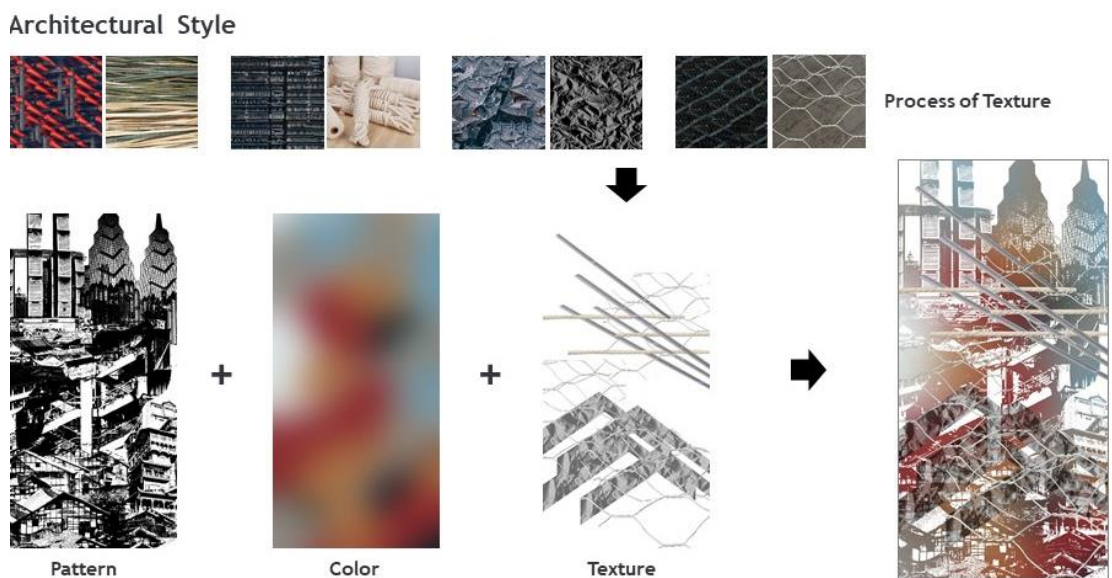 Architectural Style
Process of Texture
+
+
Pattern
Color
Texture